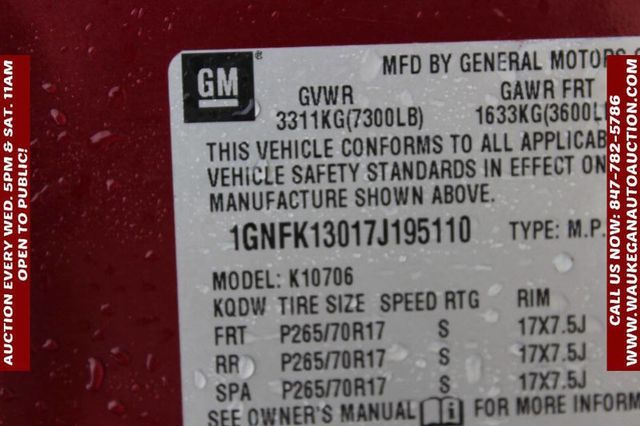 AUCTION EVERY WED. 5PM & SAT. 11AM
OPEN TO PUBLIC!
GM
®
MFD BY GENERAL MOTORS
GVWR
GAWR FRT
3311KG(7300LB)
1633KG(3600L
THIS VEHICLE CONFORMS TO ALL APPLICAB
VEHICLE SAFETY STANDARDS IN EFFECT ON
MANUFACTURE SHOWN ABOVE.
1GNFK13017J195110
TYPE: M.P.
MODEL: K10706
KQDW TIRE SIZE SPEED RTG RIM
FRT P265/70R17 S 17X7.5J
RR P265/70R17 S 17X7.5J
SPA P265/70R17 S 17X7.5J
SEE OWNER'S MANUAL i FOR MORE INFORM
CALL US NOW: 847-782-5786
WWW.WAUKEGANAUTOAUCTION.COM